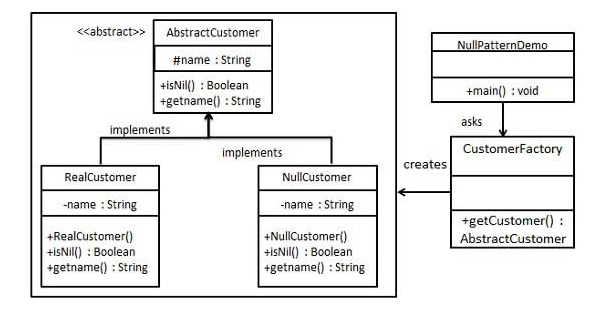 <<abstract>>
AbstractCustomer
#name : String
+isNil() : Boolean
+getname() : String
implements
implements
RealCustomer
-name : String
+RealCustomer()
+isNil() : Boolean
+getname() : String
NullCustomer
-name : String
+NullCustomer()
+isNil() : Boolean
+getname() : String
NullPatternDemo
+main() : void
asks
creates
CustomerFactory
+getCustomer() :
AbstractCustomer